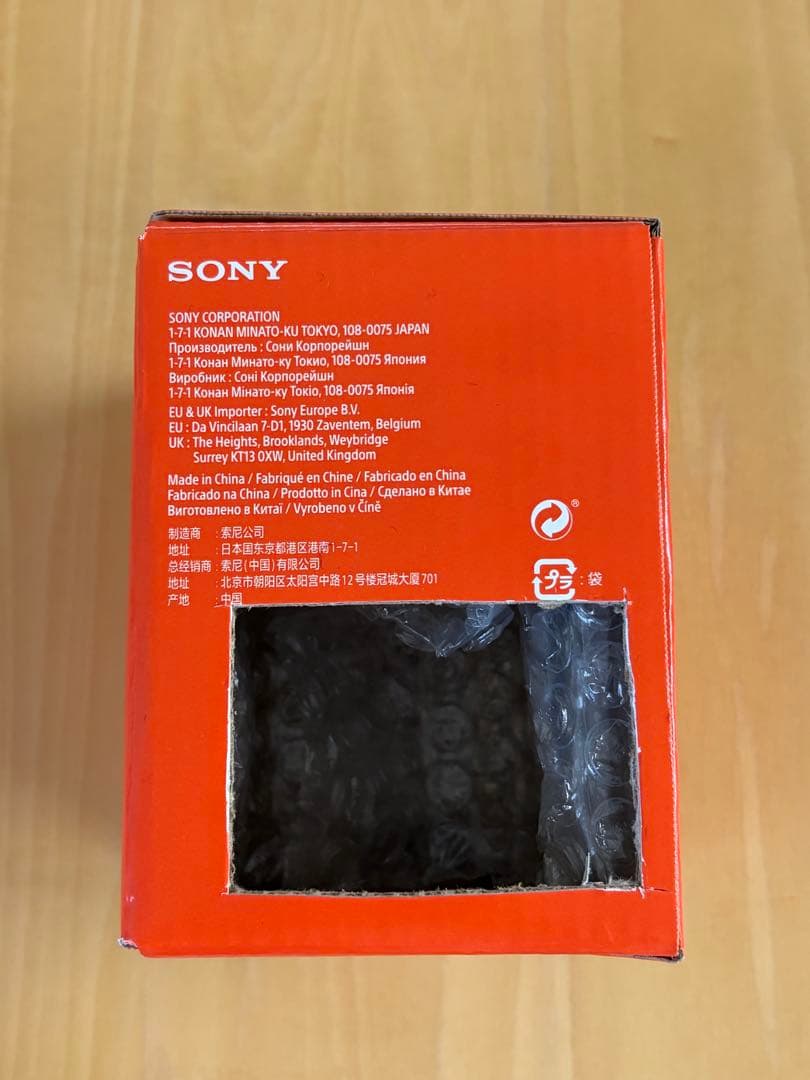 SONY
SONY CORPORATION
1-7-1 KONAN MINATO-KU TOKYO, 108-0075 JAPAN
Производитель : Сони Корпорейшн
1-7-1 Конан Минато-ку Токио, 108-0075 Япония
Виробник : Соні Корпорейшн
1-7-1 Конан Мінато-ку Токіо, 108-0075 Японія
EU & UK Importer : Sony Europe B.V.
EU : Da Vincilaan 7-D1, 1930 Zaventem, Belgium
UK : The Heights, Brooklands, Weybridge
Surrey KT13 0XW, United Kingdom
Made in China / Fabriqué en Chine / Fabricado en China
Fabricado na China / Prodotto in Cina / Сделано в Китае
Виготовлено в Китаї / Vyrobeno v Číně
制造商 : 索尼公司
地址 : 日本国东京都港区港南1-7-1
总经销商 : 索尼(中国)有限公司
地址 : 北京市朝阳区太阳宫中路12号楼冠城大厦701
产地 : 中国
®
プラ : 袋